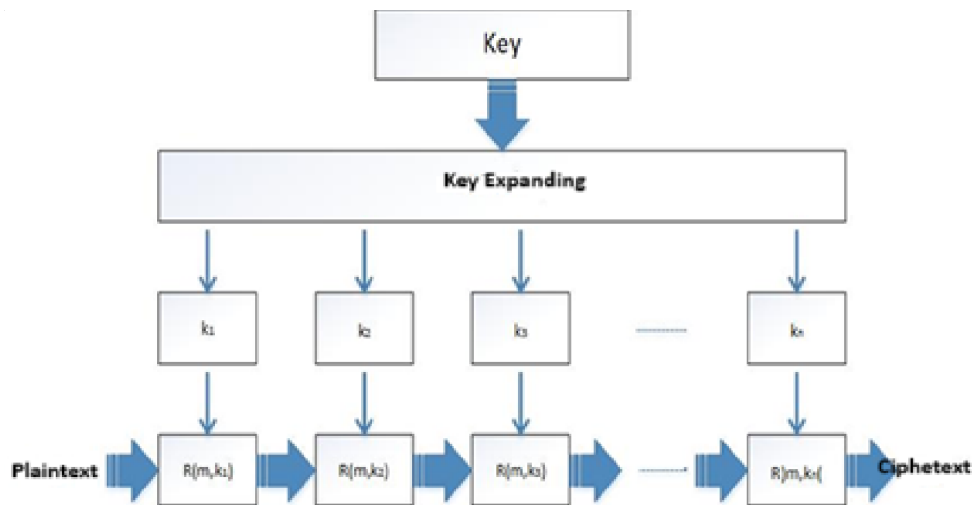 Key
Key Expanding
k₁ k₂ k₃ ........... kₙ
Plaintext R(m,k₁) R(m,k₂) R(m,k₃) ........... R)m,kₙ( Ciphetext